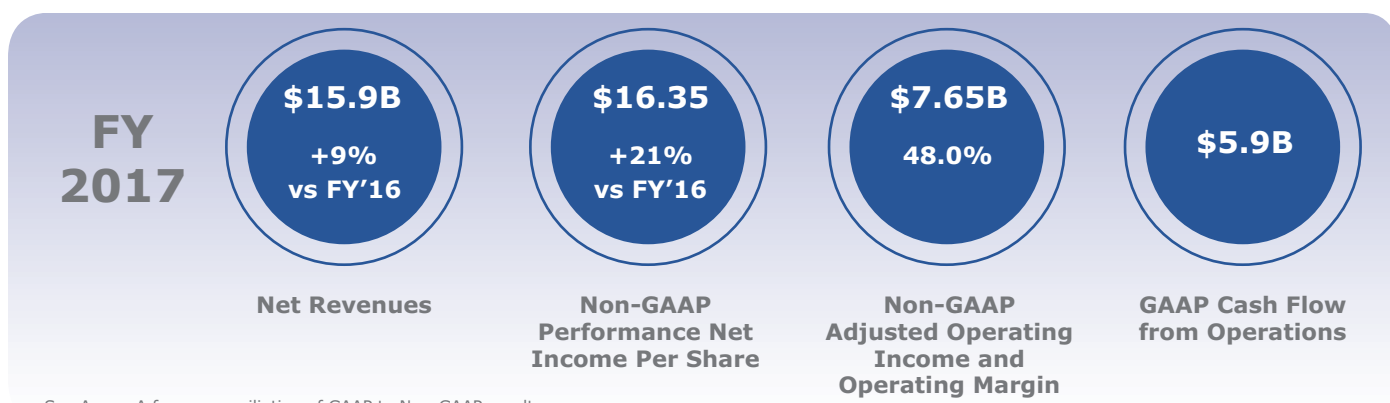 FY
2017
$15.9B
+9%
vs FY'16
Net Revenues
$16.35
+21%
vs FY'16
Non-GAAP
Performance Net
Income Per Share
$7.65B
48.0%
Non-GAAP
Adjusted Operating
Income and
Operating Margin
$5.9B
GAAP Cash Flow
from Operations